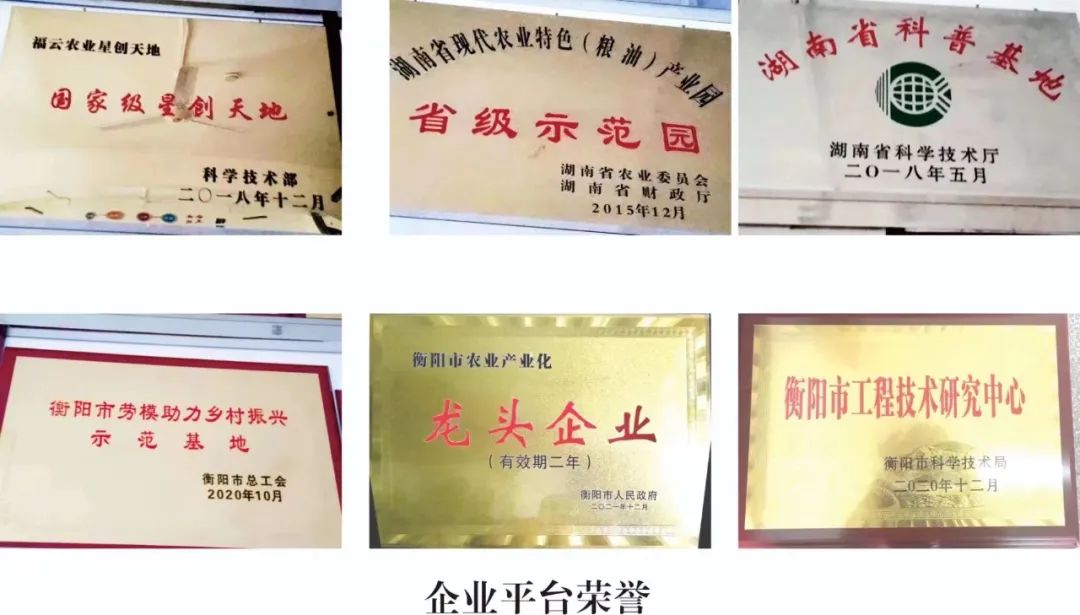 福云农业星创天地
国家级星创天地
科学技术部
二〇一八年十二月
湖南省现代农业特色（粮油）产业园
省级示范园
湖南省农业委员会
湖南省财政厅
2015年12月
湖南省科普基地
湖南省科学技术厅
二〇一八年五月
衡阳市劳模助力乡村振兴
示范基地
衡阳市总工会
2020年10月
衡阳市农业产业化
龙头企业
（有效期二年）
衡阳市人民政府
二〇二一年十二月
衡阳市工程技术研究中心
衡阳市科学技术局
二〇二〇年十二月
企业平台荣誉